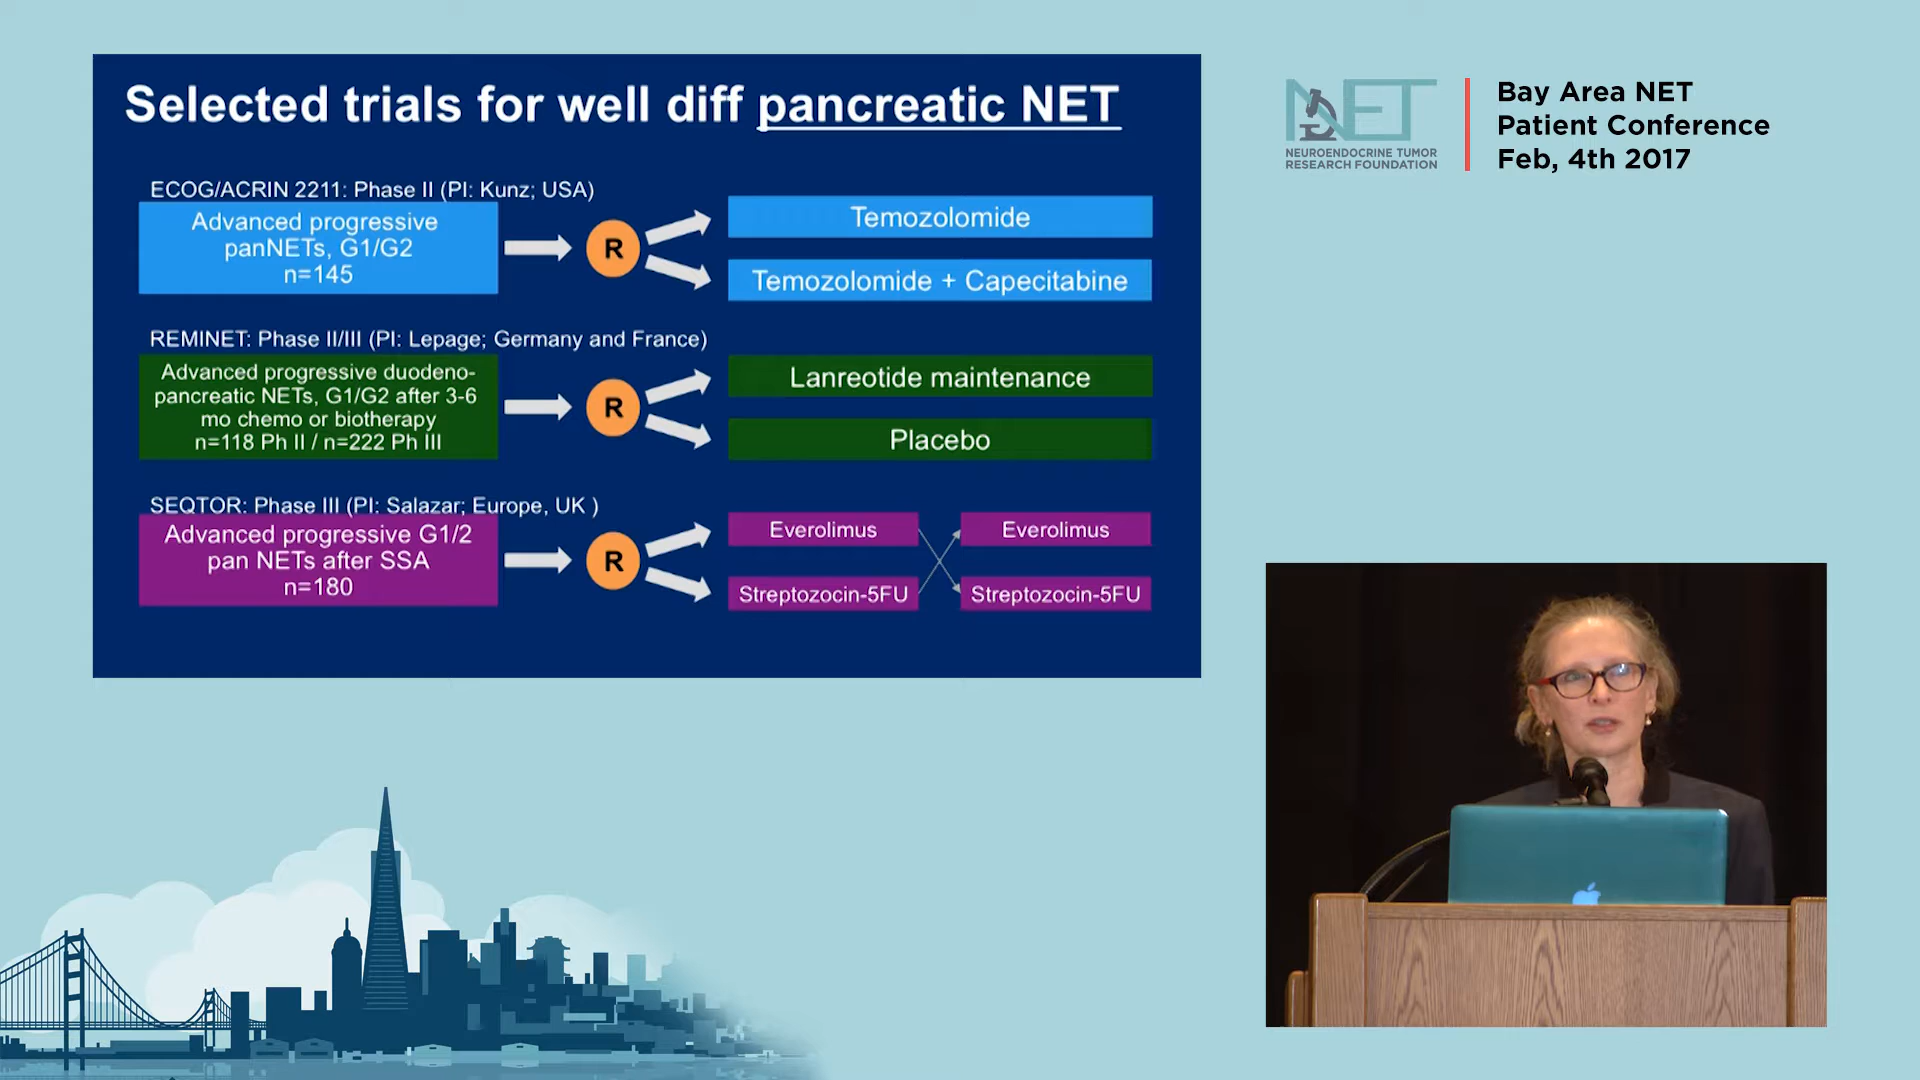 Selected trials for well diff pancreatic NET
ECOG/ACRIN 2211: Phase II (PI: Kunz; USA)
Advanced progressive
panNETs, G1/G2
n=145
R
Temozolomide
Temozolomide + Capecitabine
REMINET: Phase II/III (PI: Lepage; Germany and France)
Advanced progressive duodeno-
pancreatic NETs, G1/G2 after 3-6
mo chemo or biotherapy
n=118 Ph II / n=222 Ph III
R
Lanreotide maintenance
Placebo
SEQTOR: Phase III (PI: Salazar; Europe, UK )
Advanced progressive G1/2
pan NETs after SSA
n=180
R
Everolimus
Everolimus
Streptozocin-5FU
Streptozocin-5FU
NET
NEUROENDOCRINE TUMOR
RESEARCH FOUNDATION
Bay Area NET
Patient Conference
Feb, 4th 2017